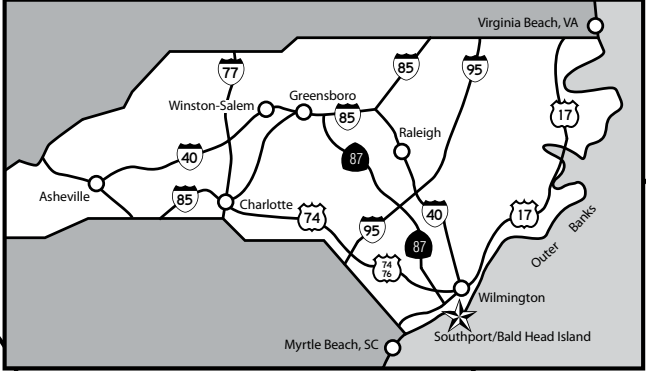 Virginia Beach, VA
77
85
95
Winston-Salem
Greensboro
85
17
87
Raleigh
40
Asheville
85
Charlotte
74
40
17
Outer Banks
95
87
74
76
Wilmington
Southport/Bald Head Island
Myrtle Beach, SC